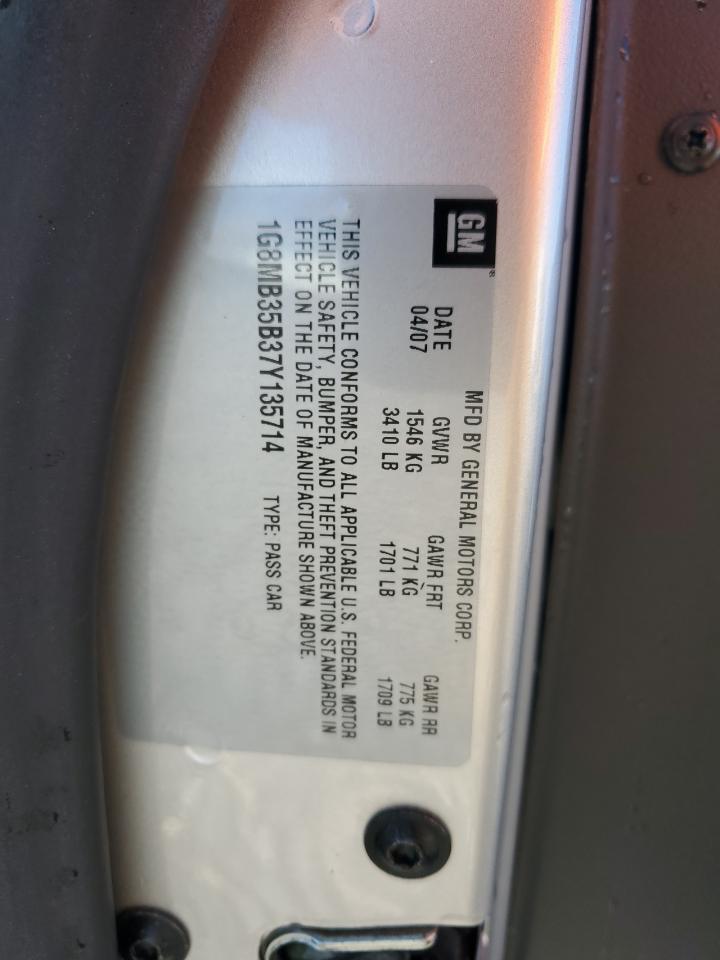 GM
MFD BY GENERAL MOTORS CORP.
DATE GVWR GAWR FRT GAWR RR
04/07 1546 KG 771 KG 775 KG
3410 LB 1701 LB 1709 LB
THIS VEHICLE CONFORMS TO ALL APPLICABLE U.S. FEDERAL MOTOR
VEHICLE SAFETY, BUMPER, AND THEFT PREVENTION STANDARDS IN
EFFECT ON THE DATE OF MANUFACTURE SHOWN ABOVE.
1G8MB35B37Y135714 TYPE: PASS CAR